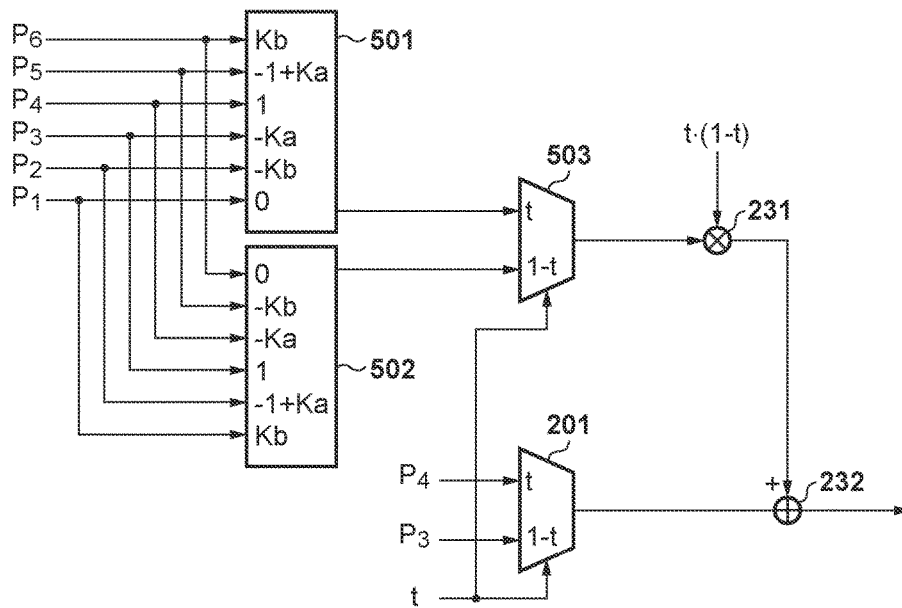 P6
P5
P4
P3
P2
P1
Kb
-1+Ka
1
-Ka
-Kb
0
501
0
-Kb
-Ka
1
-1+Ka
Kb
502
503
t
1-t
t·(1-t)
231
201
P4
P3
t
1-t
t
+
232